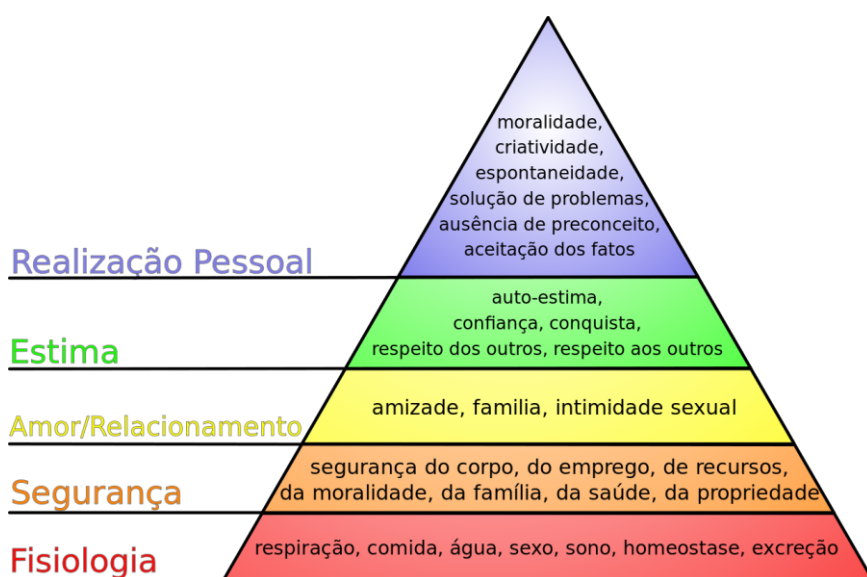 moralidade,
criatividade,
espontaneidade,
solução de problemas,
ausência de preconceito,
aceitação dos fatos
Realização Pessoal
auto-estima,
confiança, conquista,
respeito dos outros, respeito aos outros
Estima
amizade, familia, intimidade sexual
Amor/Relacionamento
segurança do corpo, do emprego, de recursos,
da moralidade, da família, da saúde, da propriedade
Segurança
respiração, comida, água, sexo, sono, homeostase, excreção
Fisiologia